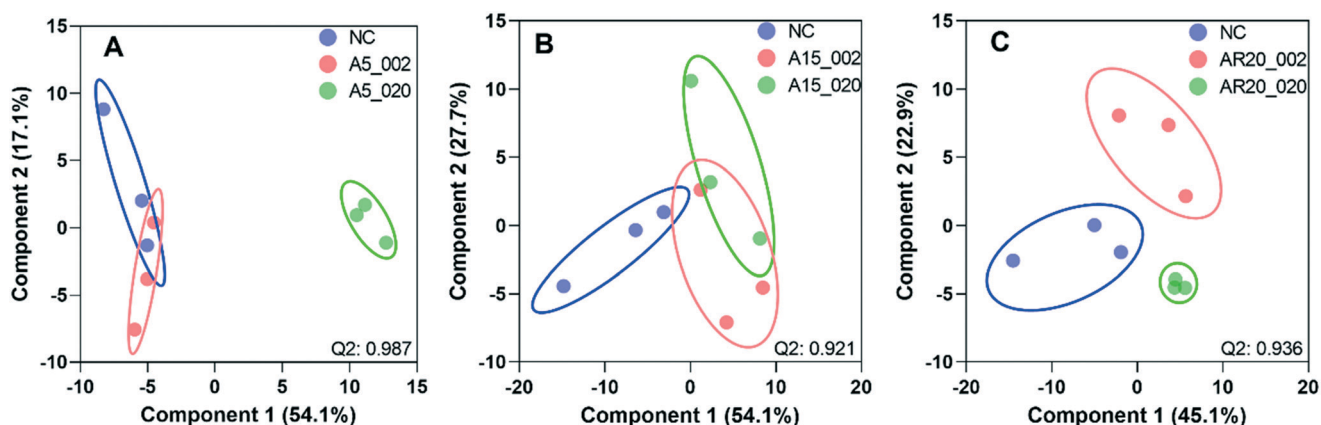 A
NC
A5_002
A5_020
15
10
5
0
-5
-10
Component 2 (17.1%)
Q2: 0.987
-10
-5
0
5
10
15
Component 1 (54.1%)
B
NC
A15_002
A15_020
15
10
5
0
-5
-10
Component 2 (27.7%)
Q2: 0.921
-20
-10
0
10
20
Component 1 (54.1%)
C
NC
AR20_002
AR20_020
15
10
5
0
-5
-10
Component 2 (22.9%)
Q2: 0.936
-20
-10
0
10
20
Component 1 (45.1%)